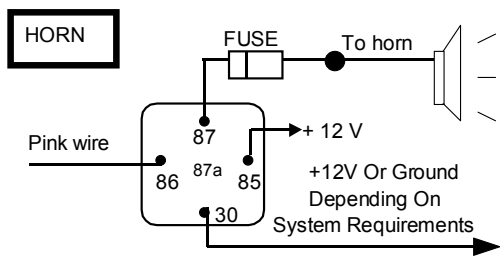 HORN
FUSE
To horn
87
+ 12 V
Pink wire
87a
86
85
+12V Or Ground
Depending On
System Requirements
30